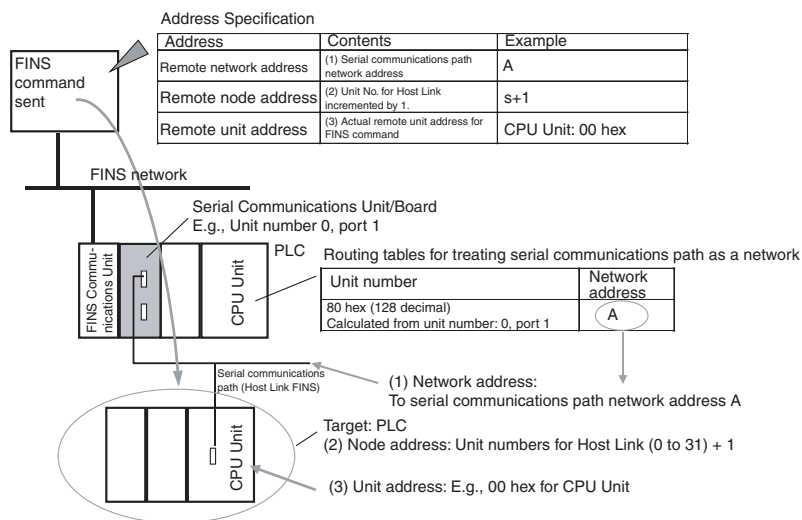 Address Specification
Address Contents Example
Remote network address (1) Serial communications path
network address A
Remote node address (2) Unit No. for Host Link
incremented by 1. s+1
Remote unit address (3) Actual remote unit address for
FINS command CPU Unit: 00 hex
FINS
command
sent
FINS network
Serial Communications Unit/Board
E.g., Unit number 0, port 1
FINS Commu-
nications Unit
CPU Unit
PLC
Routing tables for treating serial communications path as a network
Unit number Network
address
80 hex (128 decimal)
Calculated from unit number: 0, port 1 A
Serial communications
path (Host Link FINS)
(1) Network address:
To serial communications path network address A
Target: PLC
(2) Node address: Unit numbers for Host Link (0 to 31) + 1
CPU Unit
(3) Unit address: E.g., 00 hex for CPU Unit